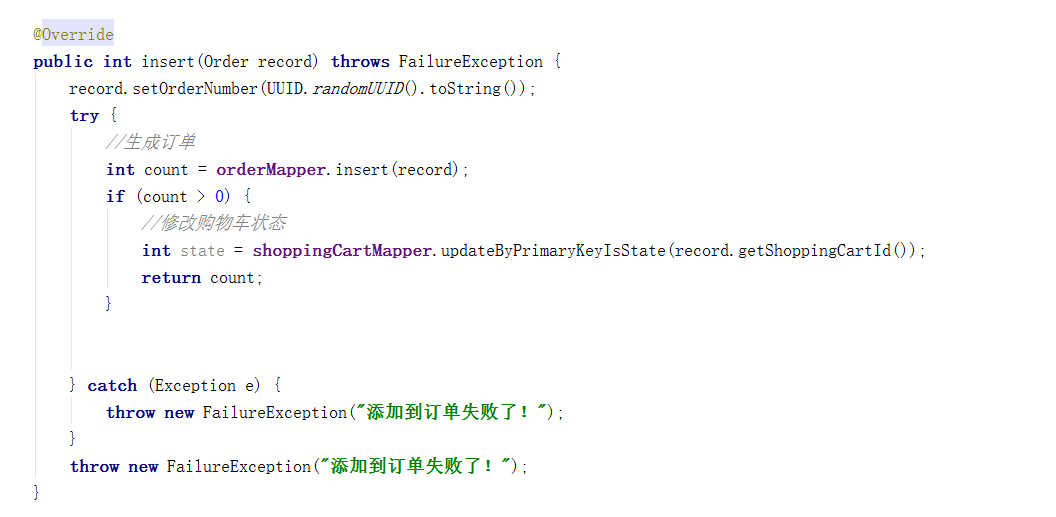 @Override
public int insert(Order record) throws FailureException {
record.setOrderNumber(UUID.randomUUID().toString());
try {
//生成订单
int count = orderMapper.insert(record);
if (count > 0) {
//修改购物车状态
int state = shoppingCartMapper.updateByPrimaryKeyIsState(record.getShoppingCartId());
return count;
}
} catch (Exception e) {
throw new FailureException("添加到订单失败了！");
}
throw new FailureException("添加到订单失败了！");
}